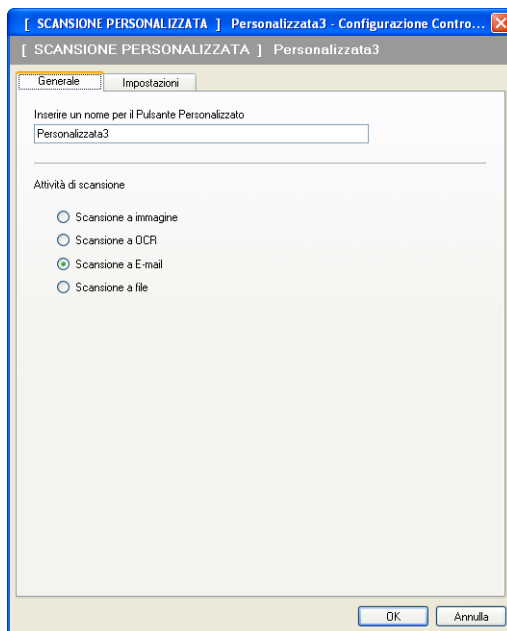 [ SCANSIONE PERSONALIZZATA ] Personalizzata3 - Configurazione Contro...
[ SCANSIONE PERSONALIZZATA ] Personalizzata3
Generale Impostazioni
Inserire un nome per il Pulsante Personalizzato
Personalizzata3
Attività di scansione
Scansione a immagine
Scansione a OCR
Scansione a E-mail
Scansione a file
OK Annulla